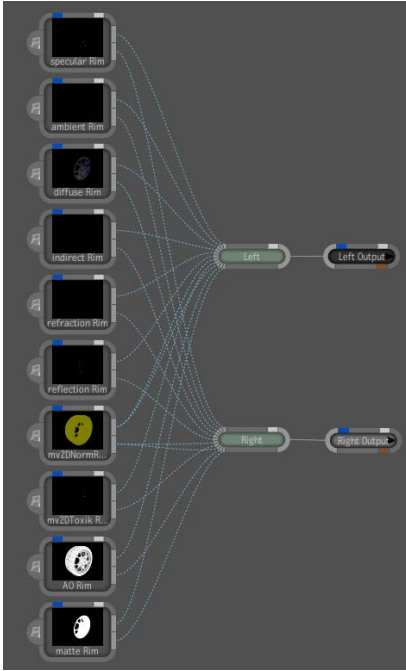 specular Rim
ambient Rim
diffuse Rim
indirect Rim
Left
Left Output
refraction Rim
reflection Rim
mv2DNormR...
Right
Right Output
mv2DToxik R...
AO Rim
matte Rim